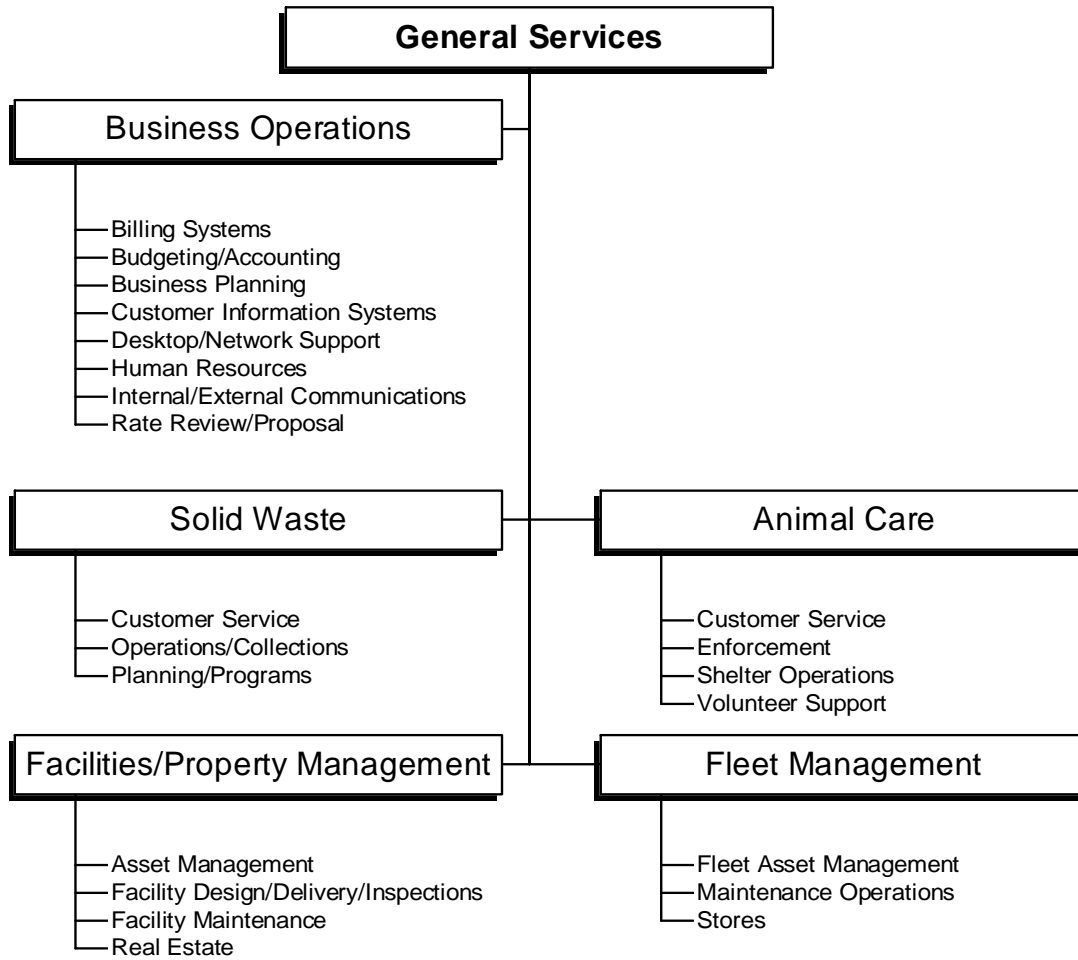 General Services
Business Operations
Billing Systems
Budgeting/Accounting
Business Planning
Customer Information Systems
Desktop/Network Support
Human Resources
Internal/External Communications
Rate Review/Proposal
Solid Waste
Customer Service
Operations/Collections
Planning/Programs
Animal Care
Customer Service
Enforcement
Shelter Operations
Volunteer Support
Facilities/Property Management
Asset Management
Facility Design/Delivery/Inspections
Facility Maintenance
Real Estate
Fleet Management
Fleet Asset Management
Maintenance Operations
Stores